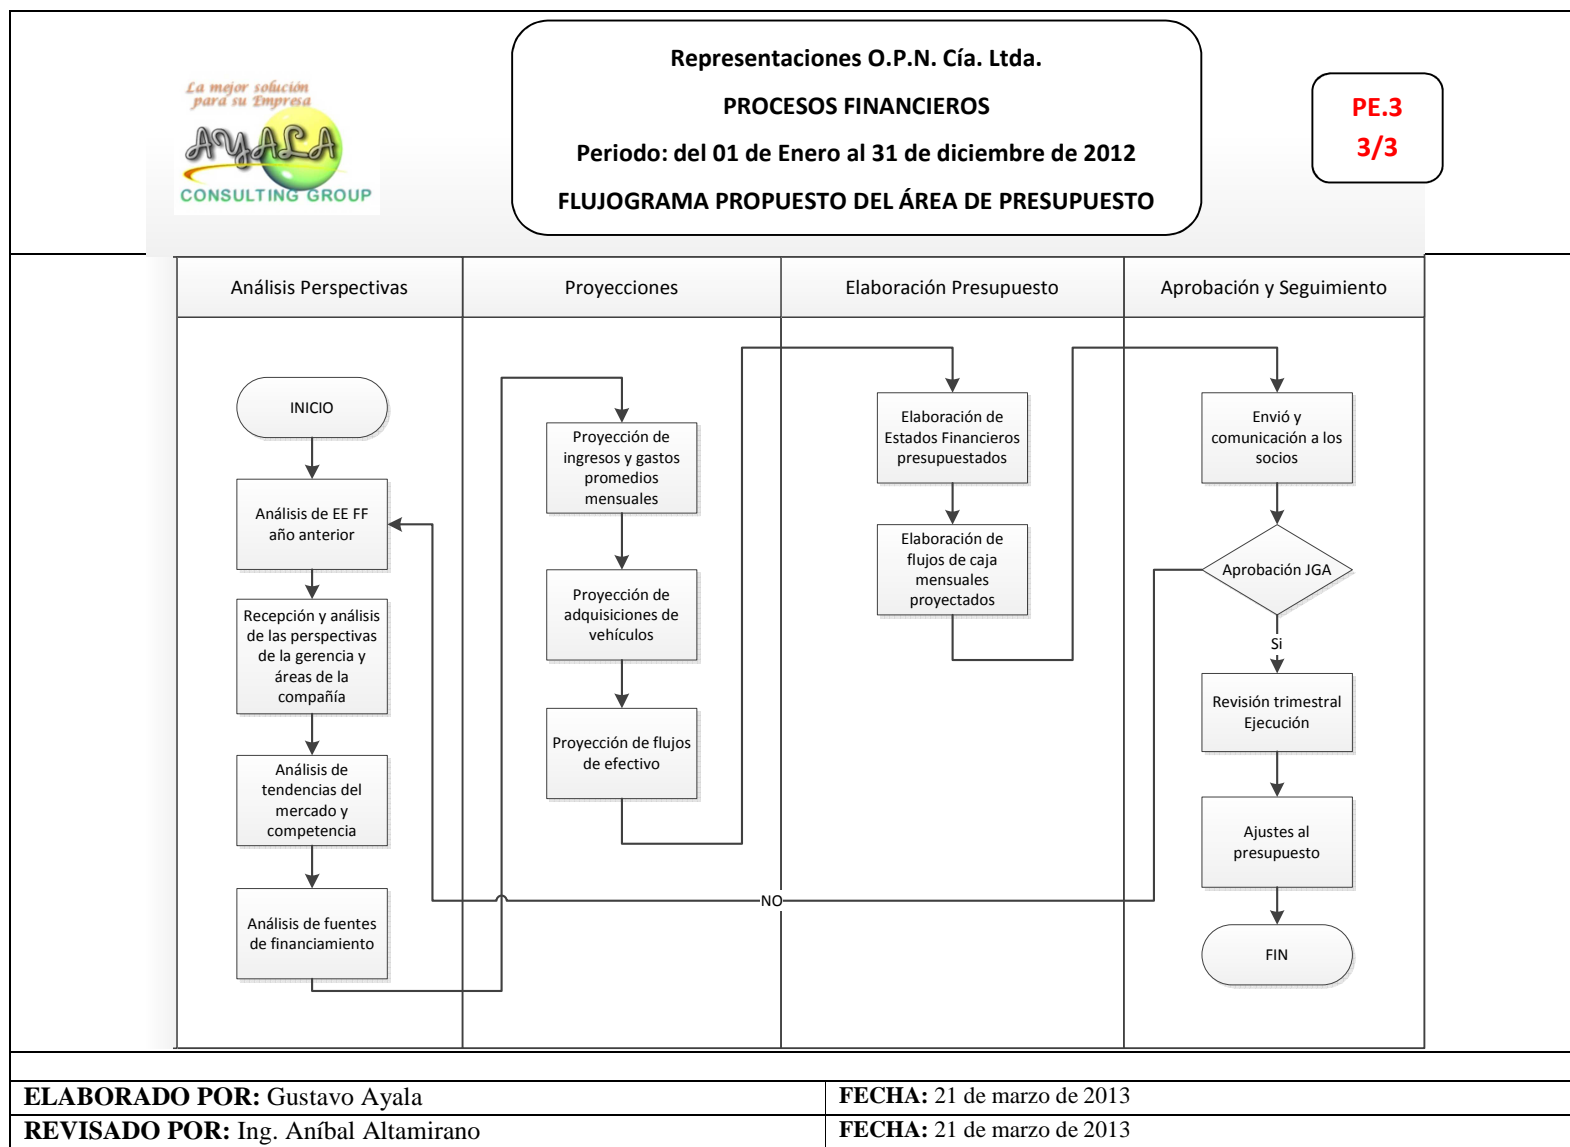 La mejor solución
para su Empresa
AYALA
CONSULTING GROUP
Representaciones O.P.N. Cía. Ltda.
PROCESOS FINANCIEROS
Periodo: del 01 de Enero al 31 de diciembre de 2012
FLUJOGRAMA PROPUESTO DEL ÁREA DE PRESUPUESTO
PE.3
3/3
Análisis Perspectivas
Proyecciones
Elaboración Presupuesto
Aprobación y Seguimiento
INICIO
Análisis de EE FF
año anterior
Recepción y análisis
de las perspectivas
de la gerencia y
áreas de la
compañía
Análisis de
tendencias del
mercado y
competencia
Análisis de fuentes
de financiamiento
Proyección de
ingresos y gastos
promedios
mensuales
Proyección de
adquisiciones de
vehículos
Proyección de flujos
de efectivo
Elaboración de
Estados Financieros
presupuestados
Elaboración de
flujos de caja
mensuales
proyectados
Envió y
comunicación a los
socios
Aprobación JGA
Si
NO
Revisión trimestral
Ejecución
Ajustes al
presupuesto
FIN
ELABORADO POR: Gustavo Ayala
FECHA: 21 de marzo de 2013
REVISADO POR: Ing. Aníbal Altamirano
FECHA: 21 de marzo de 2013